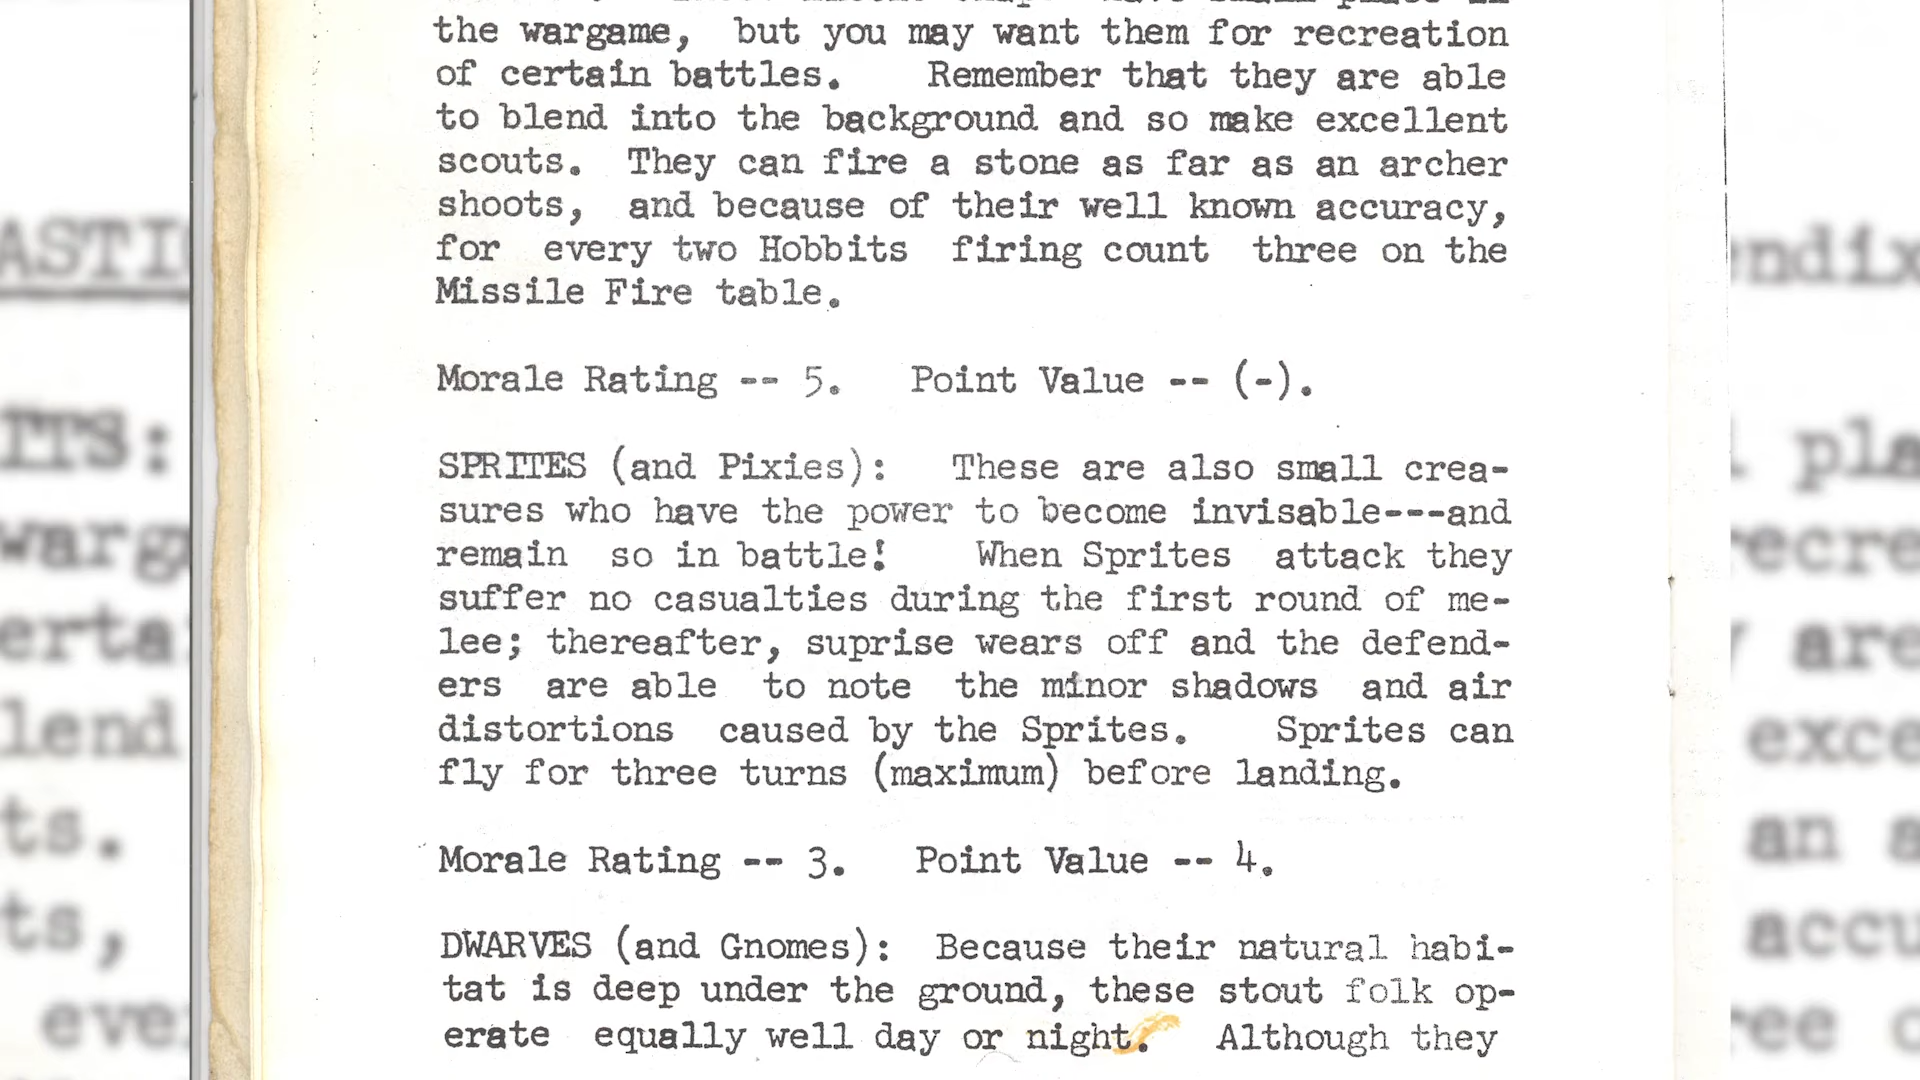 the wargame, but you may want them for recreation
of certain battles. Remember that they are able
to blend into the background and so make excellent
scouts. They can fire a stone as far as an archer
shoots, and because of their well known accuracy,
for every two Hobbits firing count three on the
Missile Fire table.
Morale Rating -- 5. Point Value -- (-).
SPRITES (and Pixies): These are also small crea-
sures who have the power to become invisable---and
remain so in battle! When Sprites attack they
suffer no casualties during the first round of me-
lee; thereafter, suprise wears off and the defend-
ers are able to note the minor shadows and air
distortions caused by the Sprites. Sprites can
fly for three turns (maximum) before landing.
Morale Rating -- 3. Point Value -- 4.
DWARVES (and Gnomes): Because their natural habi-
tat is deep under the ground, these stout folk op-
erate equally well day or night. Although they